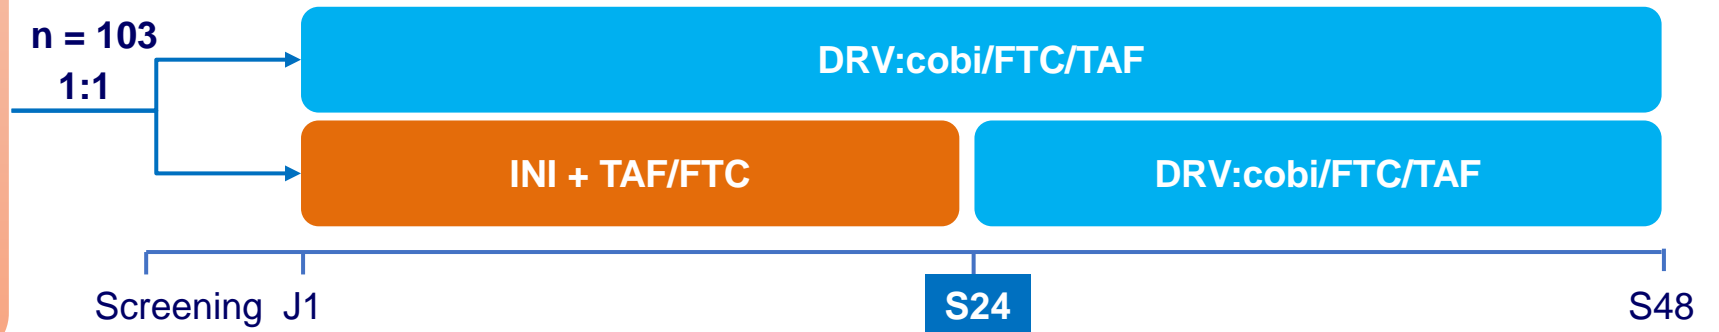 n = 103
1:1
DRV:cobi/FTC/TAF
INI + TAF/FTC
DRV:cobi/FTC/TAF
Screening J1
S24
S48